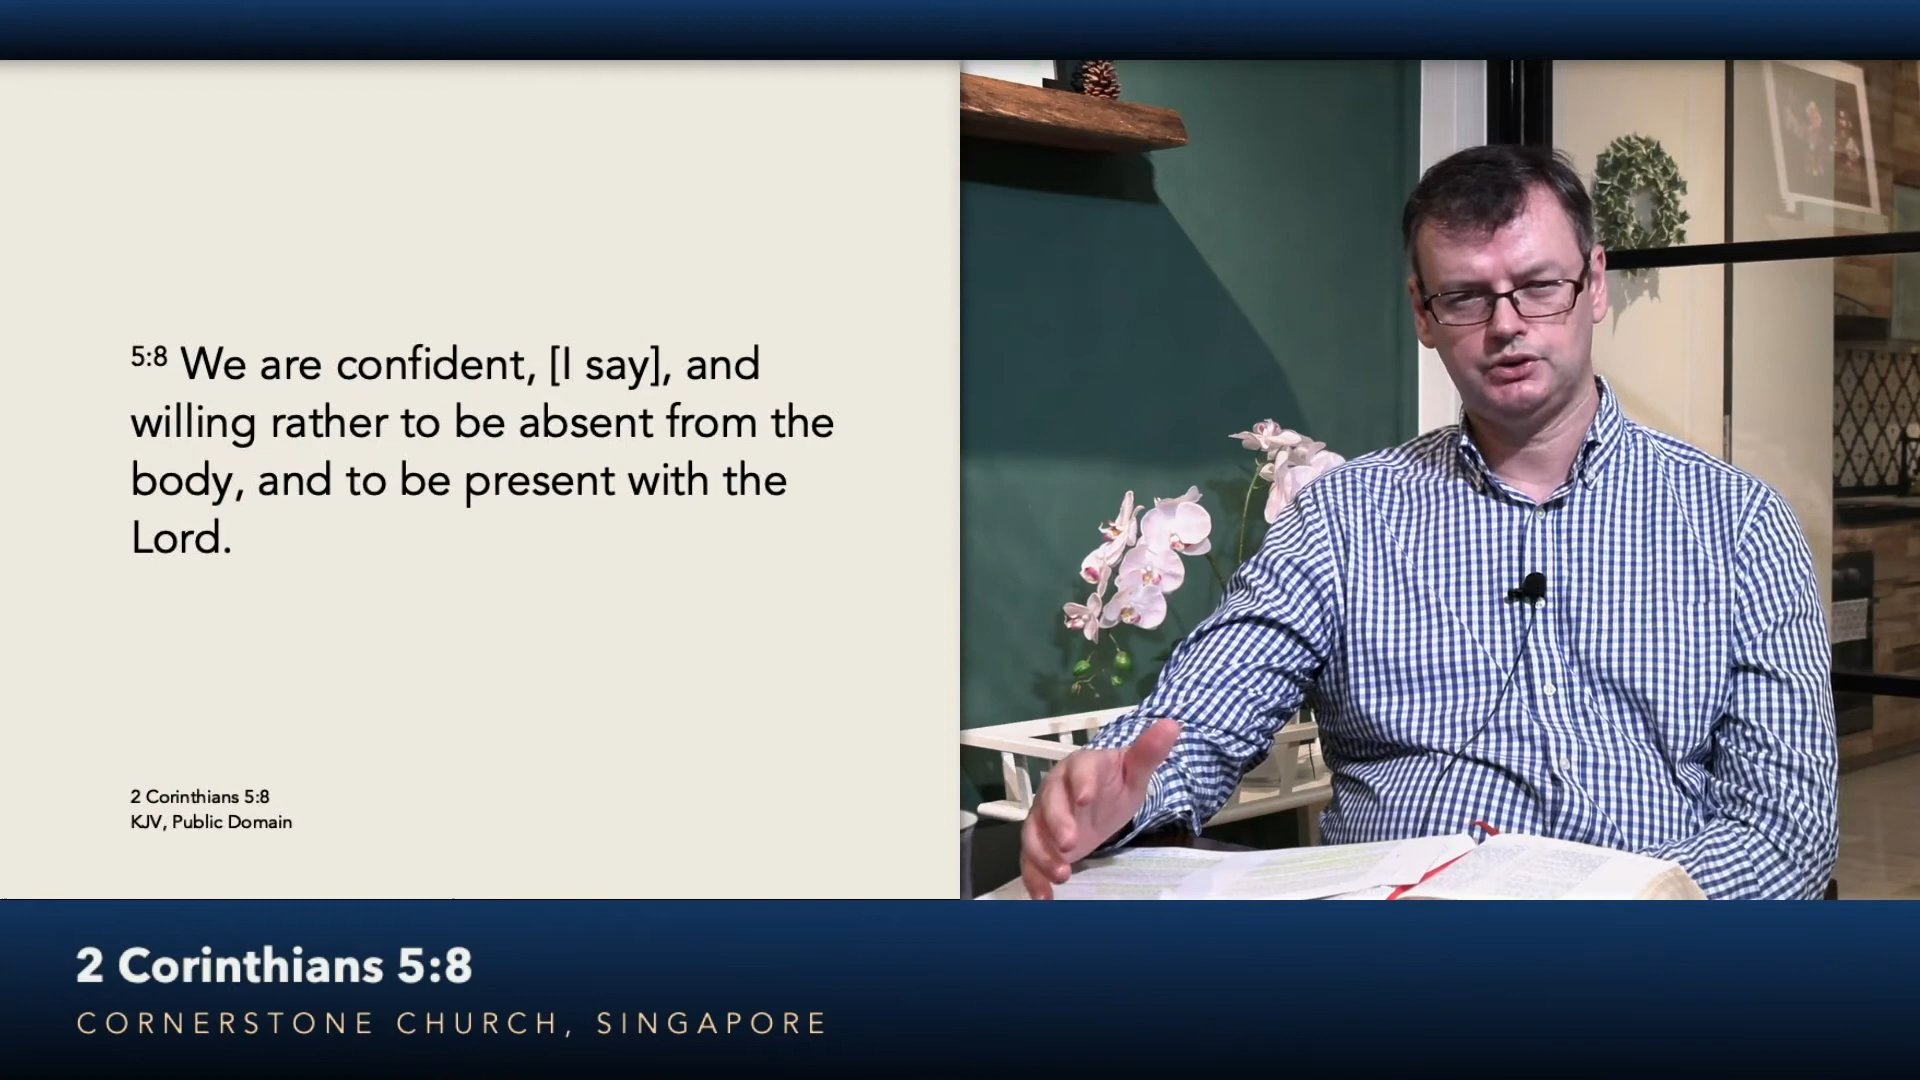 5:8 We are confident, [I say], and
willing rather to be absent from the
body, and to be present with the
Lord.
2 Corinthians 5:8
KJV, Public Domain
2 Corinthians 5:8
CORNERSTONE CHURCH, SINGAPORE